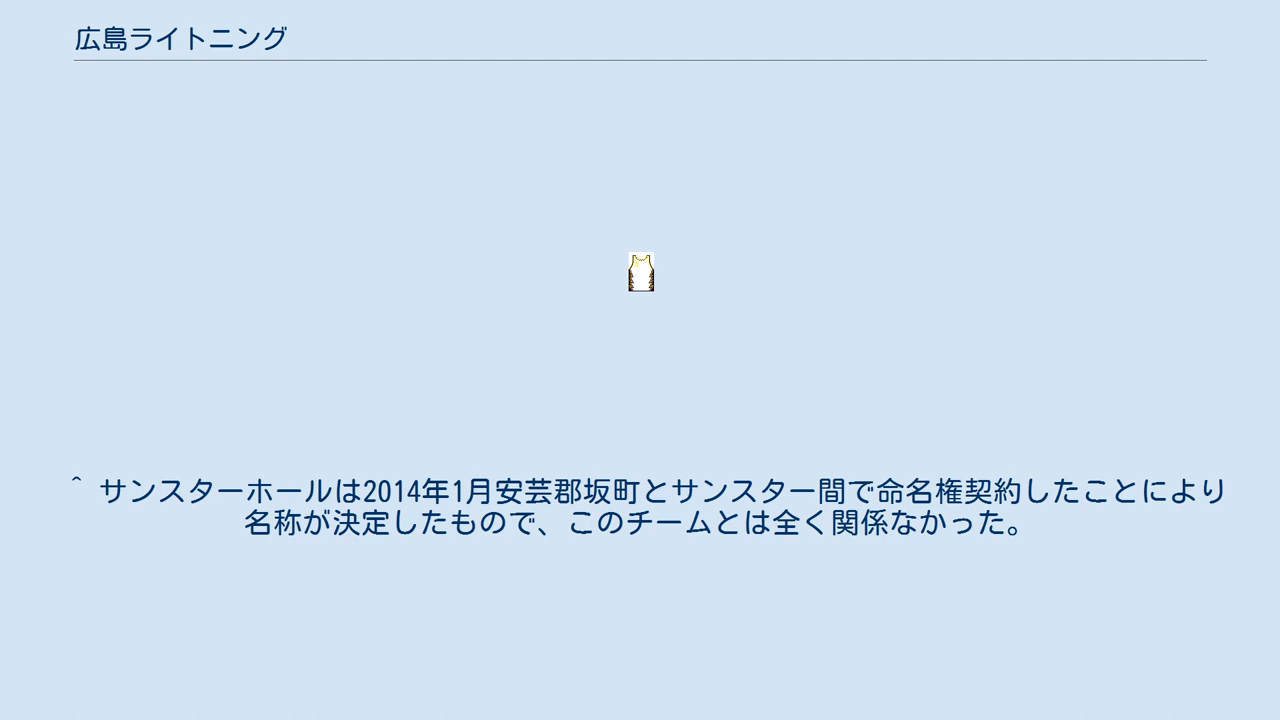 広島ライトニング
^ サンスターホールは2014年1月安芸郡坂町とサンスター間で命名権契約したことにより
名称が決定したもので、このチームとは全く関係なかった。